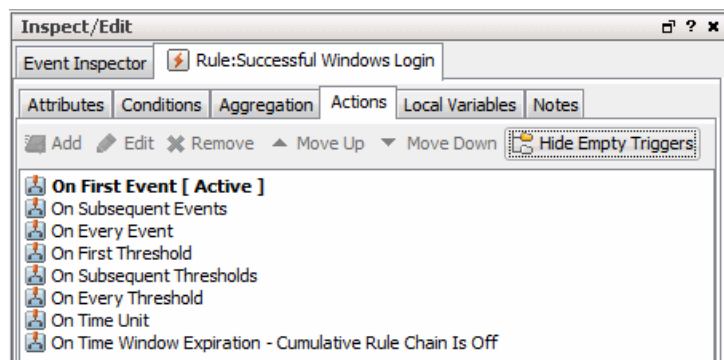 Inspect/Edit
Event Inspector Rule:Successful Windows Login
Attributes Conditions Aggregation Actions Local Variables Notes
Add Edit Remove Move Up Move Down Hide Empty Triggers
On First Event [ Active ]
On Subsequent Events
On Every Event
On First Threshold
On Subsequent Thresholds
On Every Threshold
On Time Unit
On Time Window Expiration - Cumulative Rule Chain Is Off